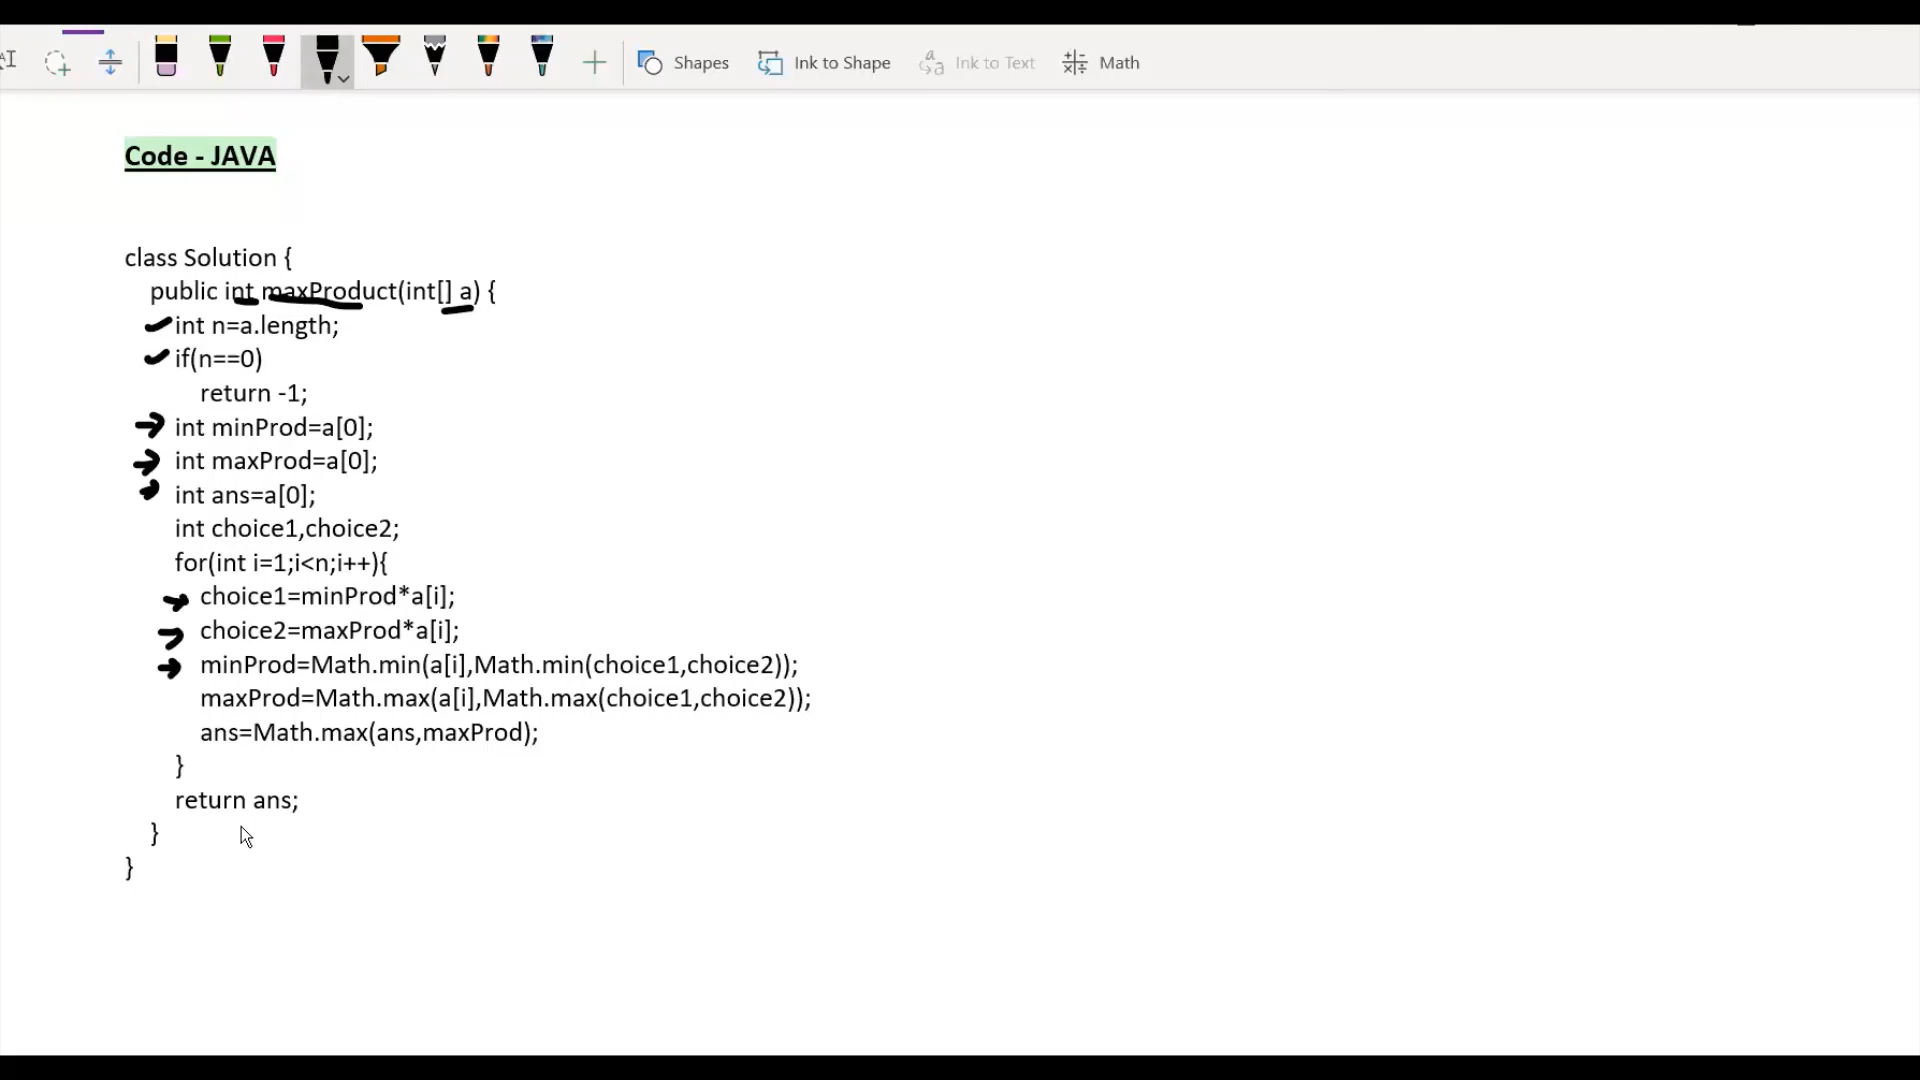 Shapes Ink to Shape Ink to Text Math
Code - JAVA
class Solution {
public int maxProduct(int[] a) {
int n=a.length;
if(n==0)
return -1;
int minProd=a[0];
int maxProd=a[0];
int ans=a[0];
int choice1,choice2;
for(int i=1;i<n;i++){
choice1=minProd*a[i];
choice2=maxProd*a[i];
minProd=Math.min(a[i],Math.min(choice1,choice2));
maxProd=Math.max(a[i],Math.max(choice1,choice2));
ans=Math.max(ans,maxProd);
}
return ans;
}
}